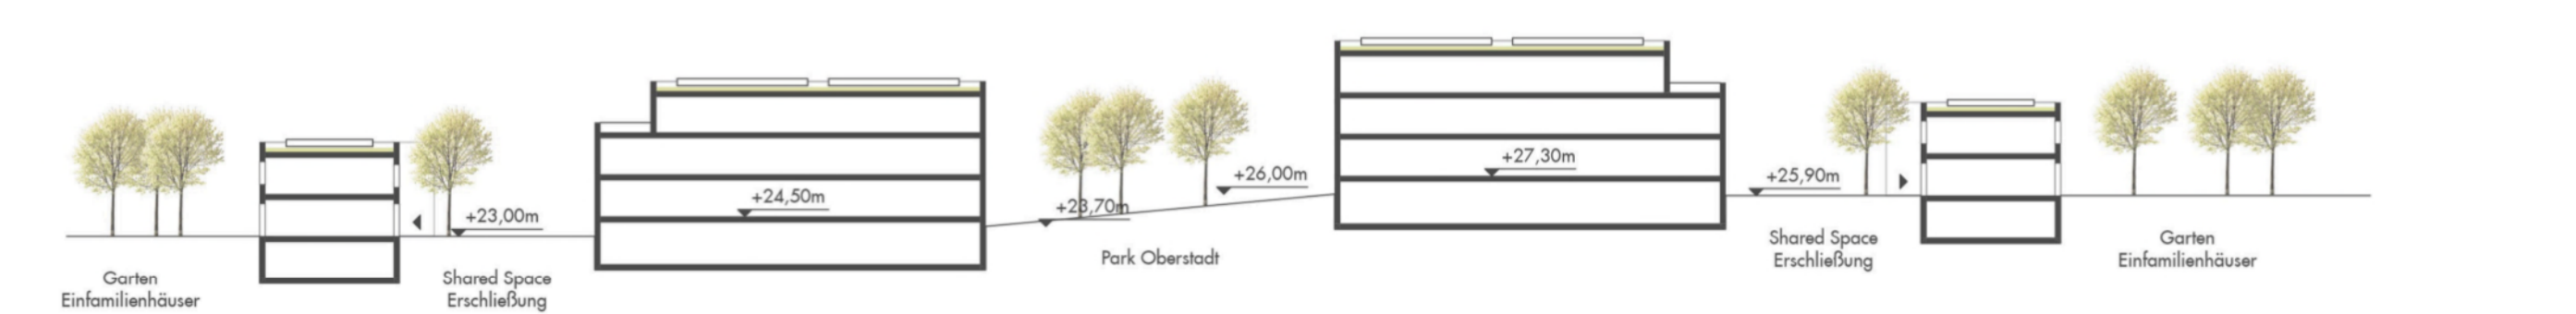 +27,30m
+26,00m
+25,90m
+24,50m
+23,70m
+23,00m
Garten
Einfamilienhäuser
Shared Space
Erschließung
Park Oberstadt
Shared Space
Erschließung
Garten
Einfamilienhäuser